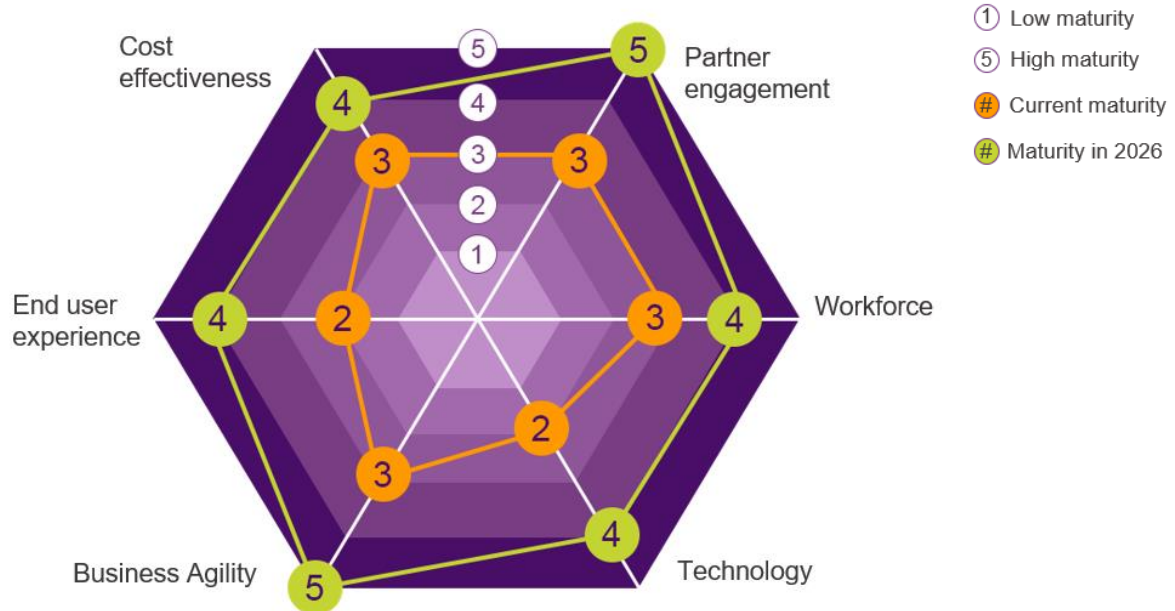 Cost
effectiveness
Partner
engagement
Workforce
Technology
Business Agility
End user
experience
5
4
3
2
1
4
5
4
4
5
4
3
3
3
2
3
2
1 Low maturity
5 High maturity
# Current maturity
# Maturity in 2026